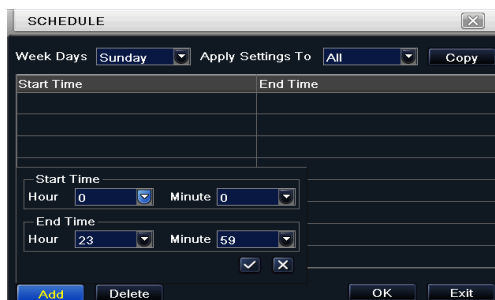 SCHEDULE
Week Days Sunday Apply Settings To All Copy
Start Time End Time
Start Time
Hour 0 Minute 0
End Time
Hour 23 Minute 59
Add Delete OK Exit